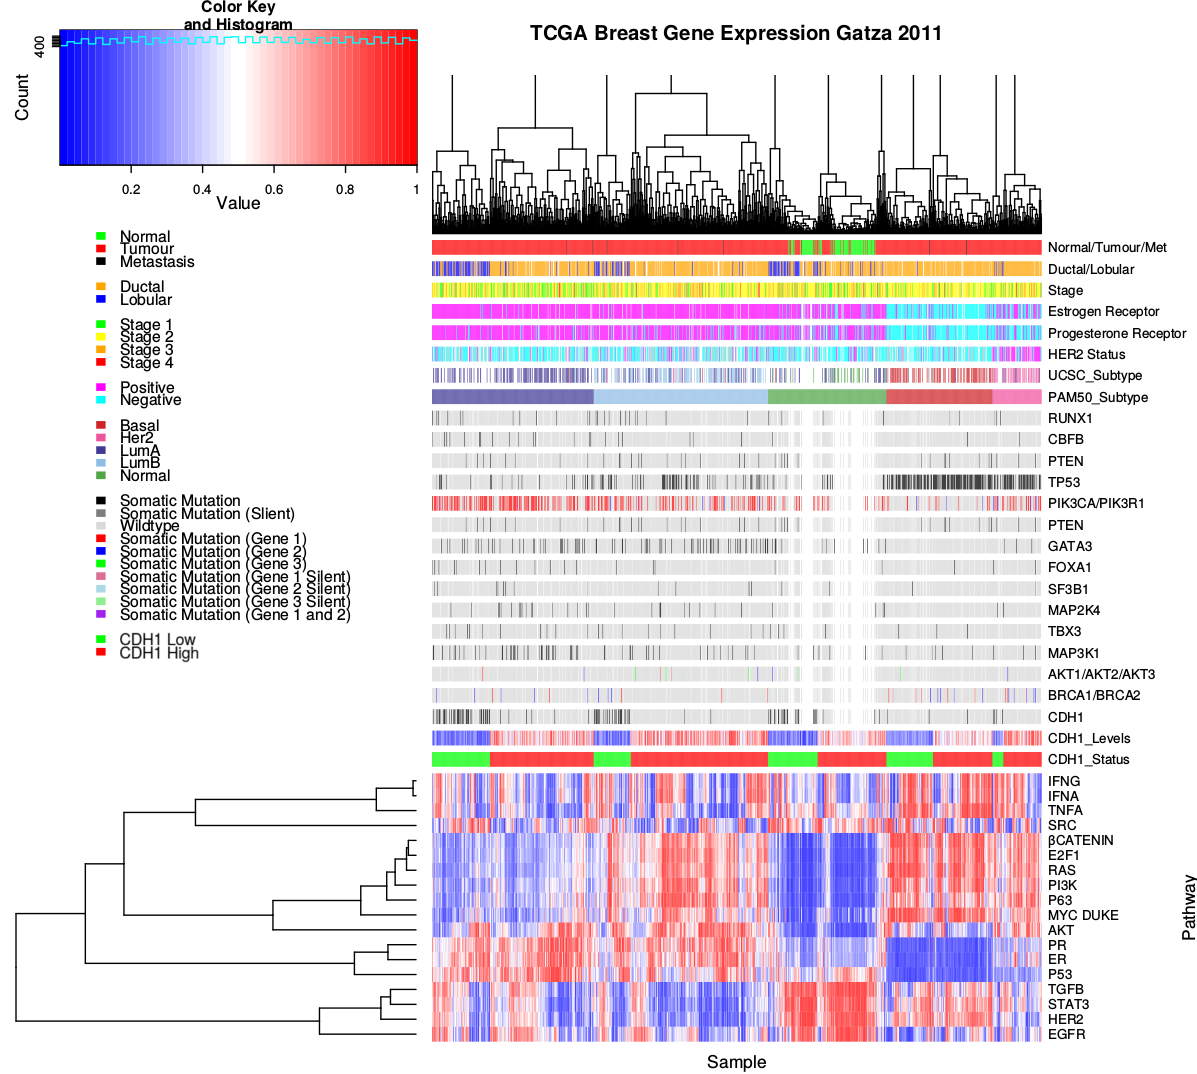 Color Key
and Histogram
400
Count
0.2 0.4 0.6 0.8 1
Value
TCGA Breast Gene Expression Gatza 2011
Normal
Tumour
Metastasis
Ductal
Lobular
Stage 1
Stage 2
Stage 3
Stage 4
Positive
Negative
Basal
Her2
LumA
LumB
Normal
Somatic Mutation
Somatic Mutation (Slient)
Wildtype
Somatic Mutation (Gene 1)
Somatic Mutation (Gene 2)
Somatic Mutation (Gene 3)
Somatic Mutation (Gene 1 Silent)
Somatic Mutation (Gene 2 Silent)
Somatic Mutation (Gene 3 Silent)
Somatic Mutation (Gene 1 and 2)
CDH1 Low
CDH1 High
Normal/Tumour/Met
Ductal/Lobular
Stage
Estrogen Receptor
Progesterone Receptor
HER2 Status
UCSC_Subtype
PAM50_Subtype
RUNX1
CBFB
PTEN
TP53
PIK3CA/PIK3R1
PTEN
GATA3
FOXA1
SF3B1
MAP2K4
TBX3
MAP3K1
AKT1/AKT2/AKT3
BRCA1/BRCA2
CDH1
CDH1_Levels
CDH1_Status
IFNG
IFNA
TNFA
SRC
βCATENIN
E2F1
RAS
PI3K
P63
MYC DUKE
AKT
PR
ER
P53
TGFB
STAT3
HER2
EGFR
Pathway
Sample